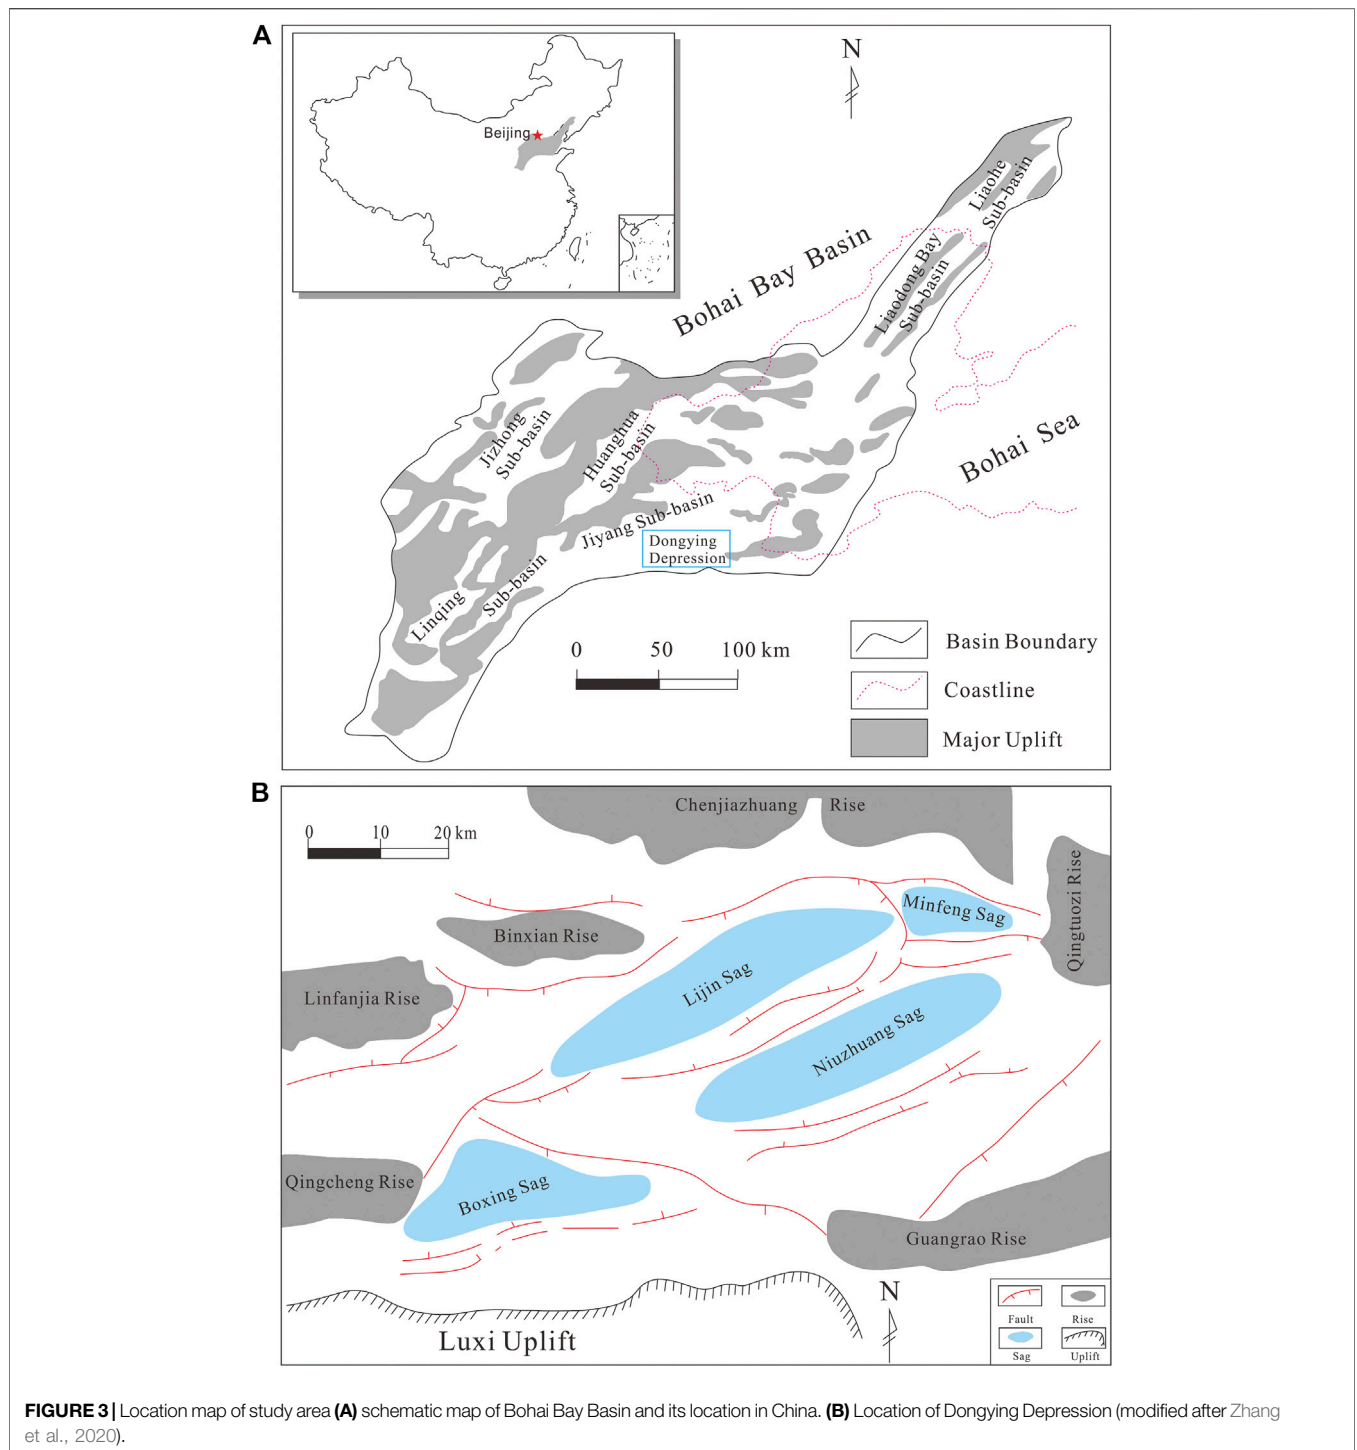 A
N
Beijing
Bohai Bay Basin
Liaohe
Sub-basin
Liaodong Bay
Sub-basin
Bohai Sea
Jizhong
Sub-basin
Huanghua
Sub-basin
Jiyang Sub-basin
Dongying
Depression
Linqing
Sub-basin
0 50 100 km
Basin Boundary
Coastline
Major Uplift
B
Chenjiazhuang Rise
0 10 20 km
Qingtuozi Rise
Minfeng Sag
Binxian Rise
Lijin Sag
Linfanjia Rise
Niuzhuang Sag
Qingcheng Rise
Boxing Sag
Guangrao Rise
N
Luxi Uplift
Fault Rise
Sag Uplift
FIGURE 3 | Location map of study area (A) schematic map of Bohai Bay Basin and its location in China. (B) Location of Dongying Depression (modified after Zhang
et al., 2020).